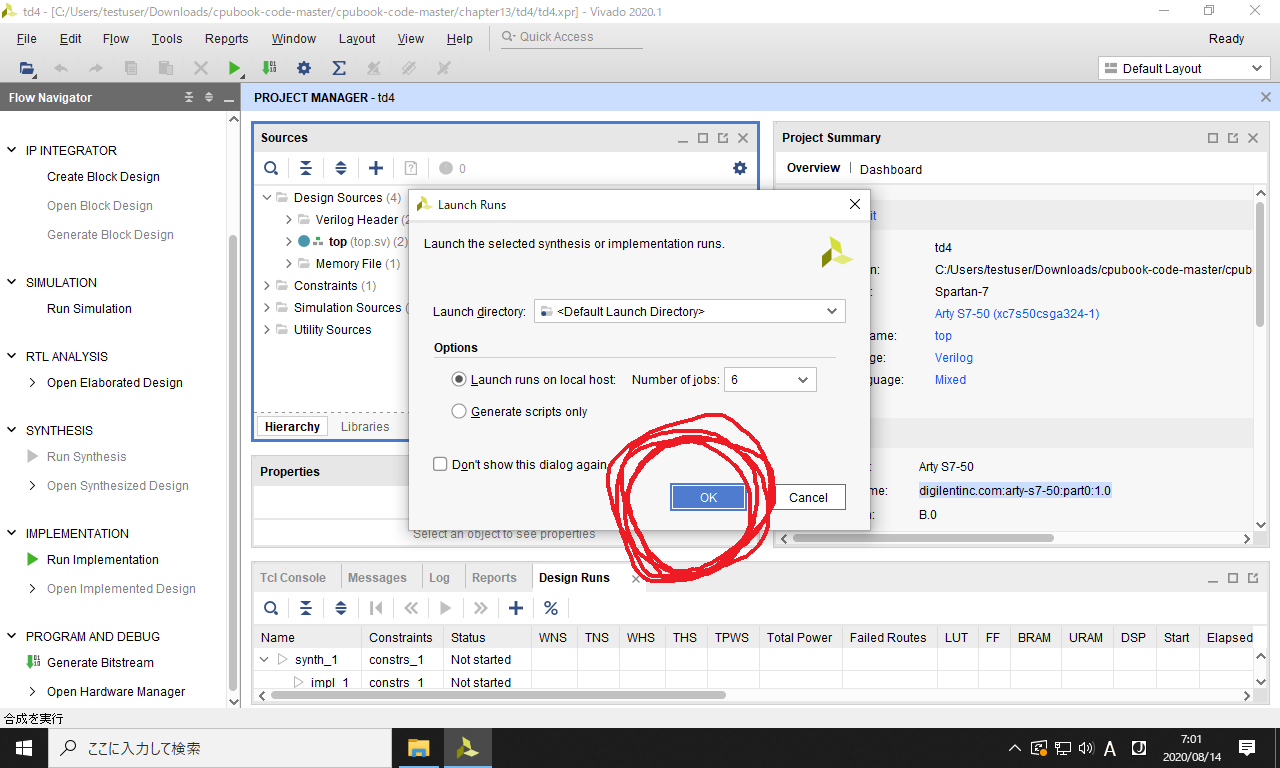 td4 - [C:/Users/testuser/Downloads/cpubook-code-master/cpubook-code-master/chapter13/td4/td4.xpr] - Vivado 2020.1
File Edit Flow Tools Reports Window Layout View Help Quick Access Ready
Default Layout
Flow Navigator
IP INTEGRATOR
Create Block Design
Open Block Design
Generate Block Design
SIMULATION
Run Simulation
RTL ANALYSIS
Open Elaborated Design
SYNTHESIS
Run Synthesis
Open Synthesized Design
IMPLEMENTATION
Run Implementation
Open Implemented Design
PROGRAM AND DEBUG
Generate Bitstream
Open Hardware Manager
PROJECT MANAGER - td4
Sources
0
Design Sources (4)
Verilog Header (2
top (top.sv) (2)
Memory File (1)
Constraints (1)
Simulation Sources (
Utility Sources
Hierarchy Libraries
Properties
Select an object to see properties
Launch Runs
Launch the selected synthesis or implementation runs.
Launch directory: <Default Launch Directory>
Options
Launch runs on local host: Number of jobs: 6
Generate scripts only
Don't show this dialog again
OK Cancel
Project Summary
Overview Dashboard
it
td4
n: C:/Users/testuser/Downloads/cpubook-code-master/cpub
: Spartan-7
Arty S7-50 (xc7s50csga324-1)
ame: top
ge: Verilog
guage: Mixed
: Arty S7-50
me: digilentinc.com:arty-s7-50:part0:1.0
: B.0
Tcl Console Messages Log Reports Design Runs
Name Constraints Status WNS TNS WHS THS TPWS Total Power Failed Routes LUT FF BRAM URAM DSP Start Elapsed
synth_1 constrs_1 Not started
impl_1 constrs_1 Not started
合成を実行
ここに入力して検索
A J
7:01
2020/08/14